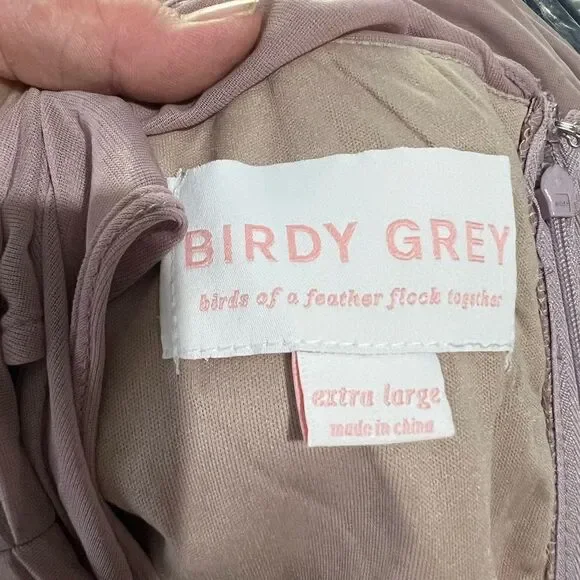 BIRDY GREY
birds of a feather flock together
extra large
made in china